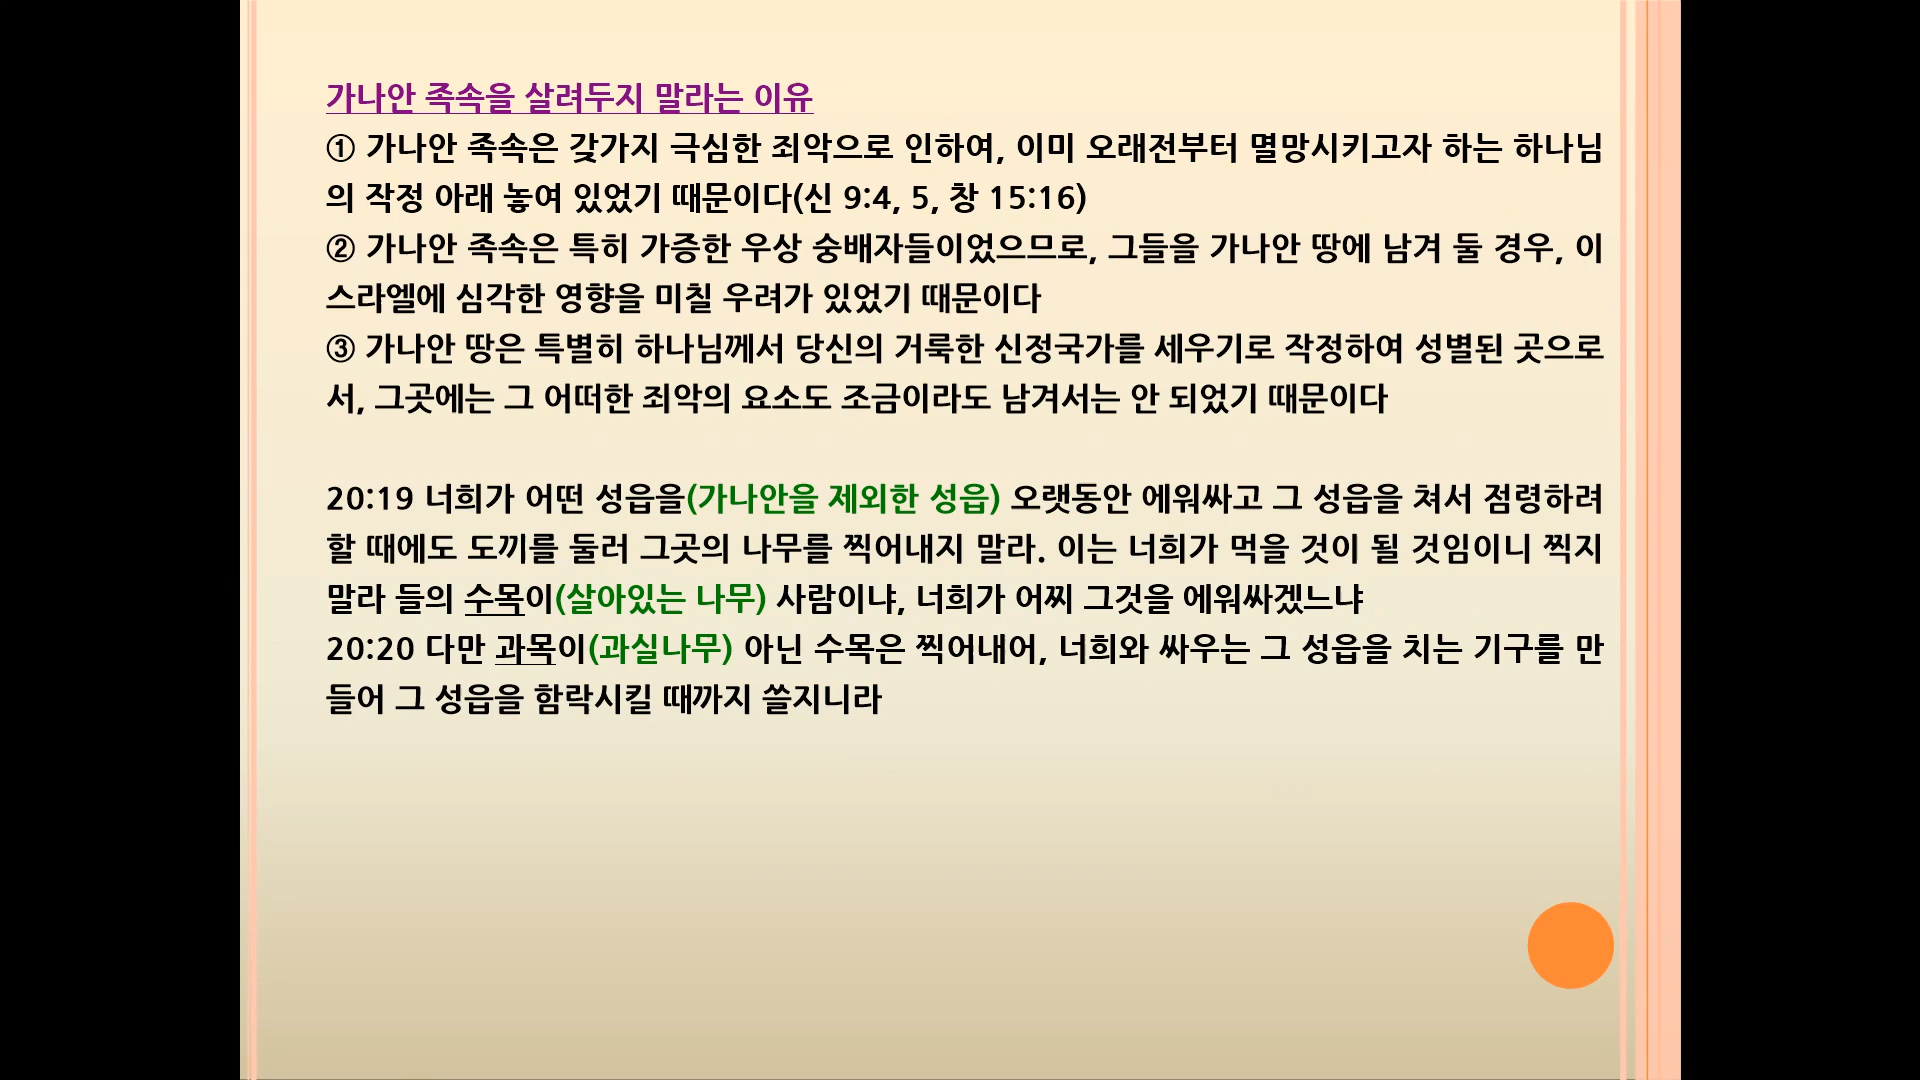 가나안 족속을 살려두지 말라는 이유
① 가나안 족속은 갖가지 극심한 죄악으로 인하여, 이미 오래전부터 멸망시키고자 하는 하나님
의 작정 아래 놓여 있었기 때문이다(신 9:4, 5, 창 15:16)
② 가나안 족속은 특히 가증한 우상 숭배자들이었으므로, 그들을 가나안 땅에 남겨 둘 경우, 이
스라엘에 심각한 영향을 미칠 우려가 있었기 때문이다
③ 가나안 땅은 특별히 하나님께서 당신의 거룩한 신정국가를 세우기로 작정하여 성별된 곳으로
서, 그곳에는 그 어떠한 죄악의 요소도 조금이라도 남겨서는 안 되었기 때문이다
20:19 너희가 어떤 성읍을(가나안을 제외한 성읍) 오랫동안 에워싸고 그 성읍을 쳐서 점령하려
할 때에도 도끼를 둘러 그곳의 나무를 찍어내지 말라. 이는 너희가 먹을 것이 될 것임이니 찍지
말라 들의 수목이(살아있는 나무) 사람이냐, 너희가 어찌 그것을 에워싸겠느냐
20:20 다만 과목이(과실나무) 아닌 수목은 찍어내어, 너희와 싸우는 그 성읍을 치는 기구를 만
들어 그 성읍을 함락시킬 때까지 쓸지니라